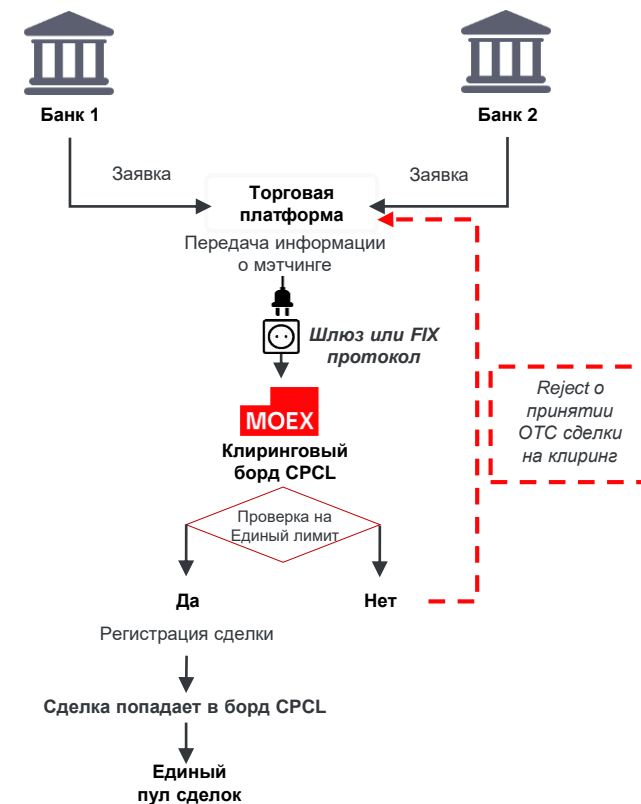 Банк 1
Банк 2
Заявка
Заявка
Торговая
платформа
Передача информации
о мэтчинге
Шлюз или FIX
протокол
Reject о
принятии
ОТС сделки
на клиринг
MOEX
Клиринговый
борд CPCL
Проверка на
Единый лимит
Да
Нет
Регистрация сделки
Сделка попадает в борд CPCL
Единый
пул сделок